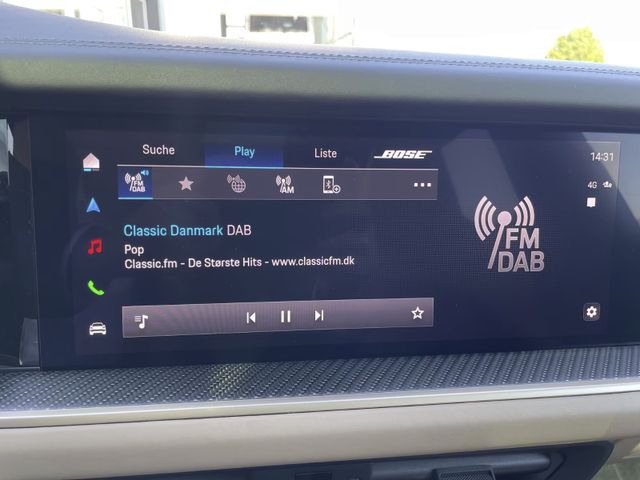 Suche Play Liste BOSE 14:31
FM DAB AM 4G
Classic Danmark DAB
Pop
Classic.fm - De Største Hits - www.classicfm.dk
FM
DAB